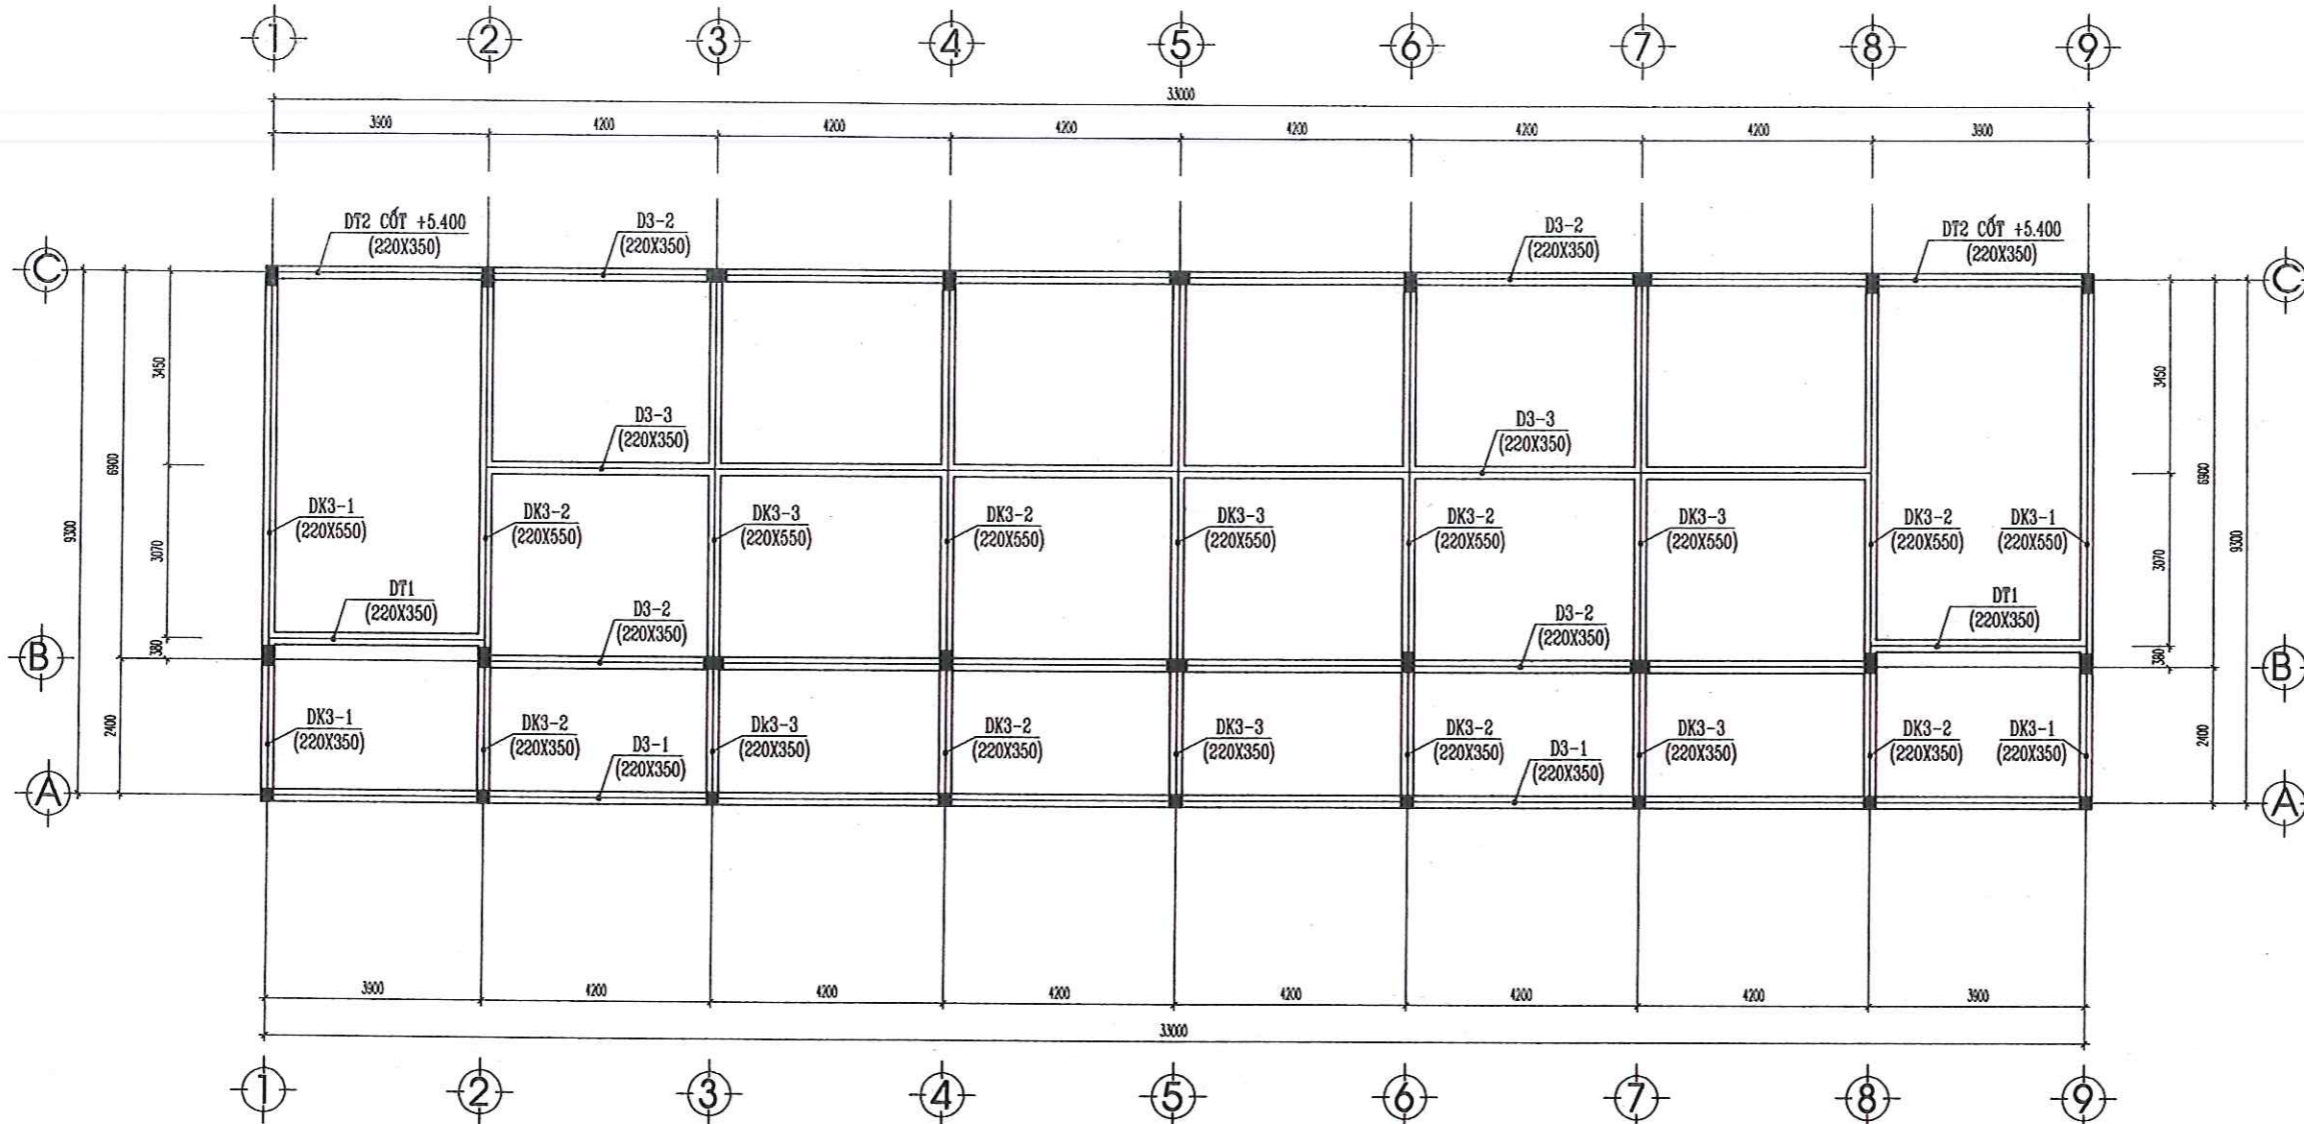 1 2 3 4 5 6 7 8 9
33000
3900 4200 4200 4200 4200 4200 4200 3900
DT2 CỐT +5.400
(220X350)
D3-2
(220X350)
D3-2
(220X350)
DT2 CỐT +5.400
(220X350)
C
C
3450
3450
D3-3
(220X350)
D3-3
(220X350)
6900
9300
6900
9300
DK3-1
(220X550)
DK3-2
(220X550)
DK3-3
(220X550)
DK3-2
(220X550)
DK3-3
(220X550)
DK3-2
(220X550)
DK3-3
(220X550)
DK3-2
(220X550)
DK3-1
(220X550)
3070
3070
DT1
(220X350)
D3-2
(220X350)
D3-2
(220X350)
DT1
(220X350)
B
380
380
B
2400
2400
DK3-1
(220X350)
DK3-2
(220X350)
D3-1
(220X350)
Dk3-3
(220X350)
DK3-2
(220X350)
DK3-3
(220X350)
DK3-2
(220X350)
D3-1
(220X350)
DK3-3
(220X350)
DK3-2
(220X350)
DK3-1
(220X350)
A
A
3900 4200 4200 4200 4200 4200 4200 3900
33000
1 2 3 4 5 6 7 8 9